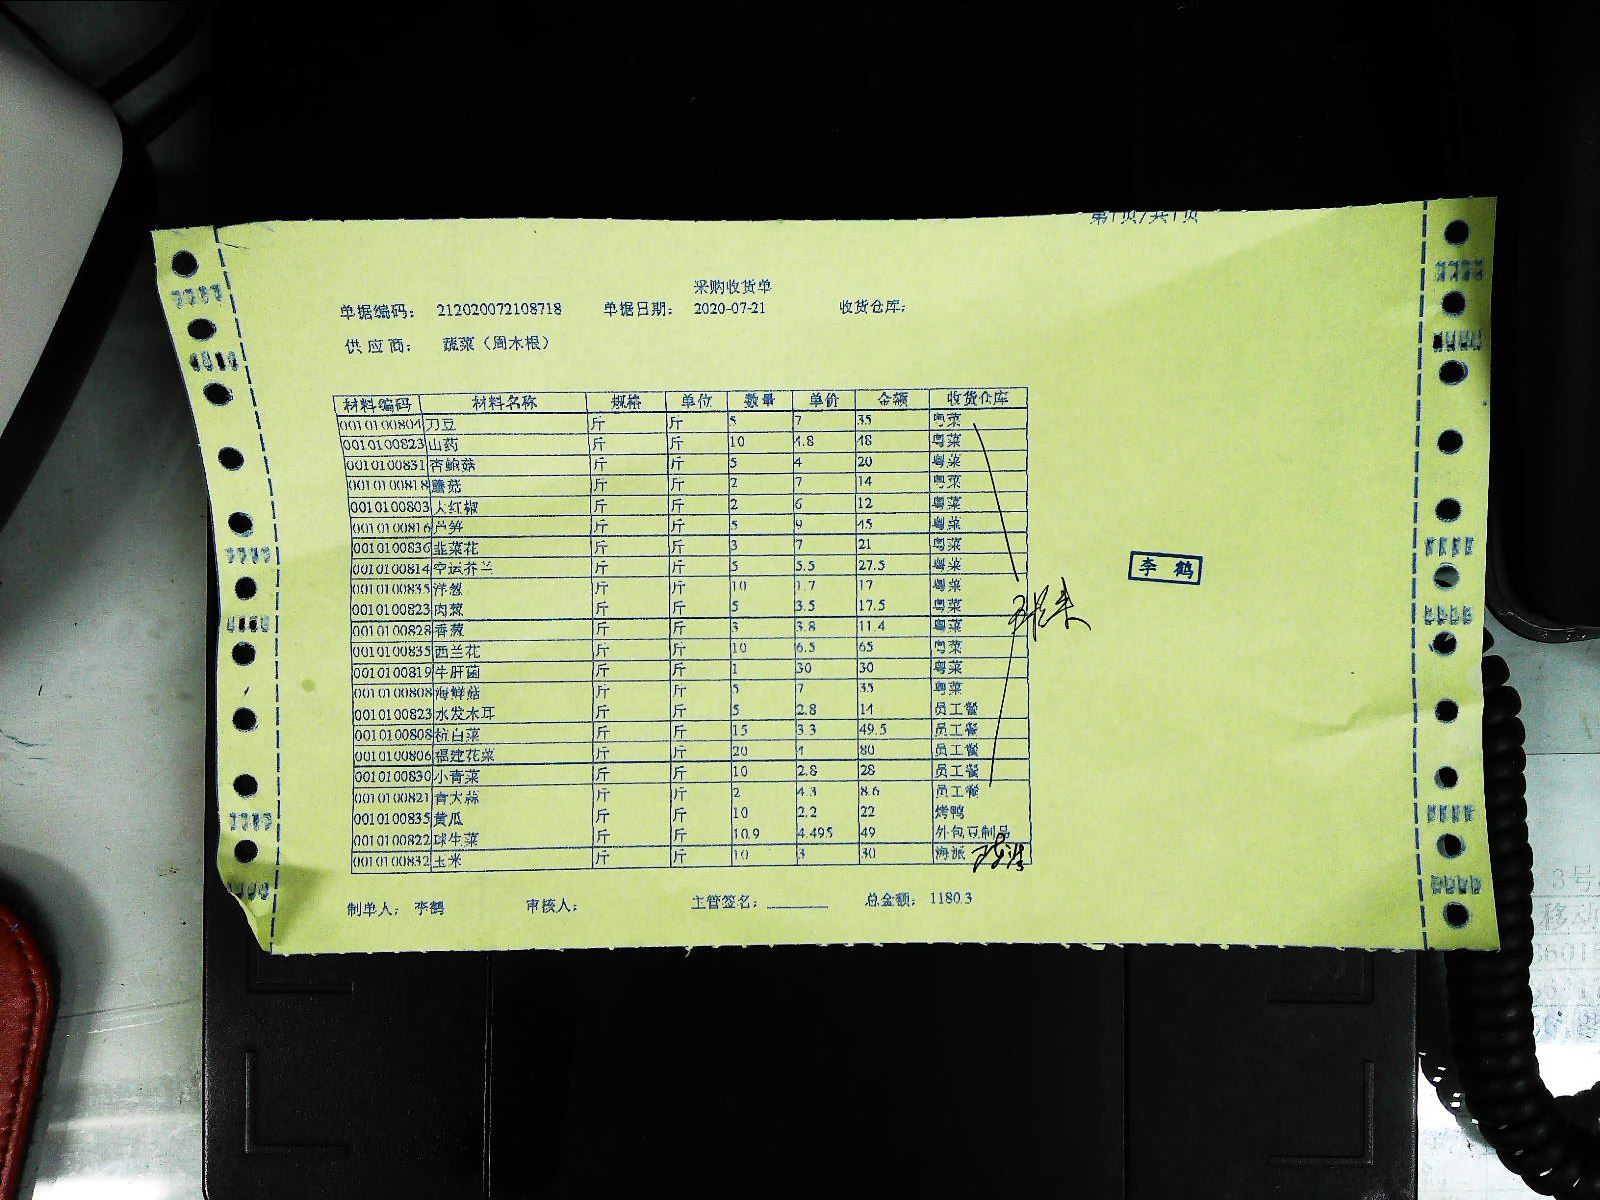 第1页/共1页
采购收货单
单据编码： 212020072108718 单据日期： 2020-07-21 收货仓库：
供应商： 蔬菜（周木根）
材料编码 材料名称 规格 单位 数量 单价 金额 收货仓库
0010100804 刀豆 斤 斤 5 7 35 粤菜
0010100823 山药 斤 斤 10 4.8 48 粤菜
0010100831 杏鲍菇 斤 斤 5 4 20 粤菜
0010100818 蘑菇 斤 斤 2 7 14 粤菜
0010100803 大红椒 斤 斤 2 6 12 粤菜
0010100816 芦笋 斤 斤 5 9 45 粤菜
0010100836 韭菜花 斤 斤 3 7 21 粤菜
0010100814 空运芥兰 斤 斤 5 5.5 27.5 粤菜
0010100835 洋葱 斤 斤 10 1.7 17 粤菜
0010100823 肉葱 斤 斤 5 3.5 17.5 粤菜
0010100828 香葱 斤 斤 3 3.8 11.4 粤菜
0010100835 西兰花 斤 斤 10 6.5 65 粤菜
0010100819 牛肝菌 斤 斤 1 30 30 粤菜
0010100808 海鲜菇 斤 斤 5 7 35 粤菜
0010100823 水发木耳 斤 斤 5 2.8 14 员工餐
0010100808 杭白菜 斤 斤 15 3.3 49.5 员工餐
0010100806 福建花菜 斤 斤 20 4 80 员工餐
0010100830 小青菜 斤 斤 10 2.8 28 员工餐
0010100821 青大蒜 斤 斤 2 4.3 8.6 员工餐
0010100835 黄瓜 斤 斤 10 2.2 22 烤鸭
0010100822 球生菜 斤 斤 10.9 4.495 49 外包豆制品
0010100832 玉米 斤 斤 10 3 30 海派
李鹤
制单人： 李鹤 审核人： 主管签名： 总金额： 1180.3
3号
移动